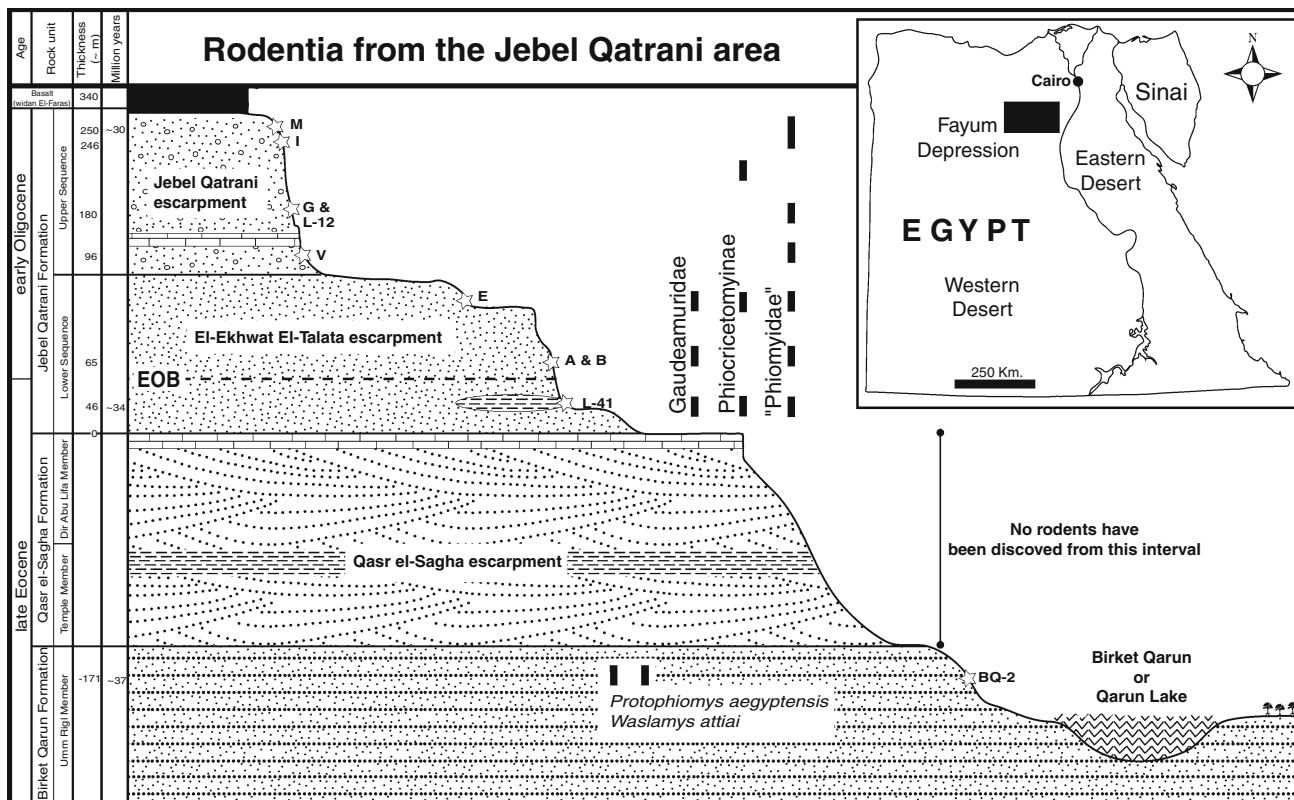 Age
Rock unit
Thickness
(~ m)
Million years
Rodentia from the Jebel Qatrani area
Basalt
(widan El-Faras)
340
early Oligocene
late Eocene
Jebel Qatrani Formation
Upper Sequence
Lower Sequence
Qasr el-Sagha Formation
Dir Abu Lifa Member
Temple Member
Birket Qarun Formation
Umm Rigl Member
250
~30
246
180
96
65
46
~34
0
-171
~37
M
I
Jebel Qatrani
escarpment
G &
L-12
V
E
El-Ekhwat El-Talata escarpment
A & B
EOB
L-41
Gaudeamuridae
Phiocricetomyinae
"Phiomyidae"
Qasr el-Sagha escarpment
No rodents have
been discoved from this interval
BQ-2
Protophiomys aegyptensis
Waslamys attiai
Birket Qarun
or
Qarun Lake
N
Cairo
Sinai
Fayum
Depression
Eastern
Desert
EGYPT
Western
Desert
250 Km.